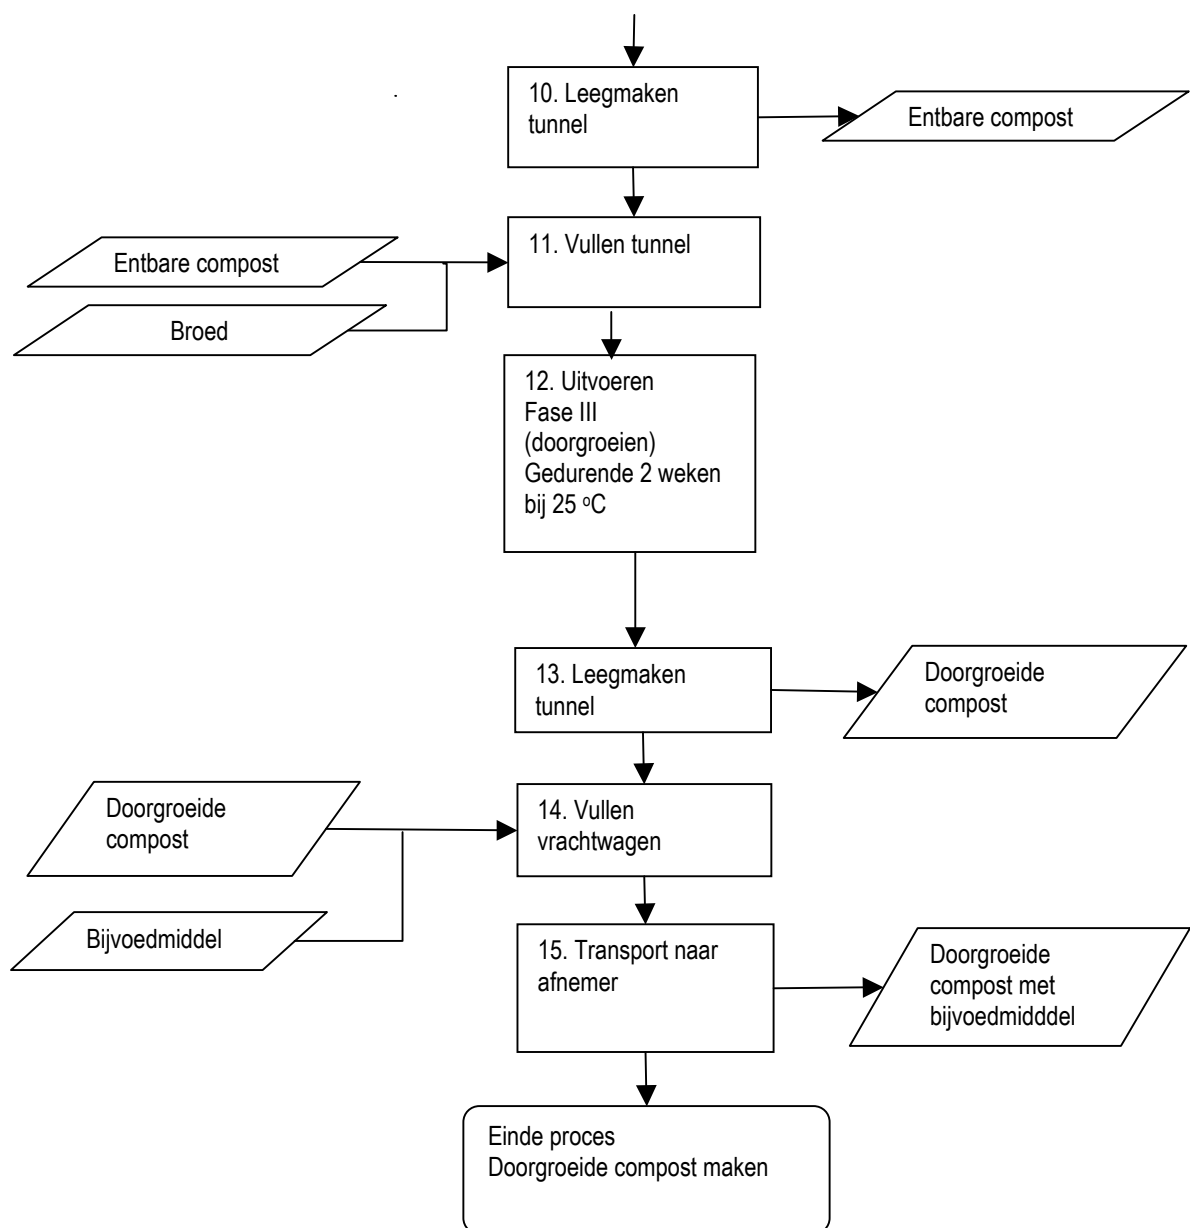 10. Leegmaken
tunnel
Entbare compost
11. Vullen tunnel
Entbare compost
Broed
12. Uitvoeren
Fase III
(doorgroeien)
Gedurende 2 weken
bij 25 ºC
13. Leegmaken
tunnel
Doorgroeide
compost
Doorgroeide
compost
14. Vullen
vrachtwagen
Bijvoedmiddel
15. Transport naar
afnemer
Doorgroeide
compost met
bijvoedmidddel
Einde proces
Doorgroeide compost maken